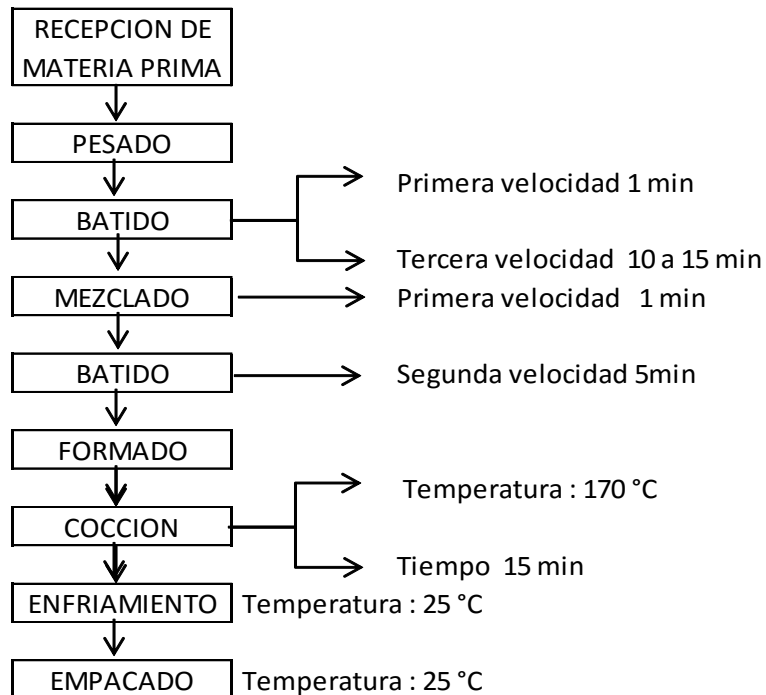 RECEPCION DE
MATERIA PRIMA
PESADO
Primera velocidad 1 min
BATIDO
Tercera velocidad 10 a 15 min
MEZCLADO
Primera velocidad 1 min
BATIDO
Segunda velocidad 5min
FORMADO
Temperatura : 170 °C
COCCION
Tiempo 15 min
ENFRIAMIENTO Temperatura : 25 °C
EMPACADO Temperatura : 25 °C